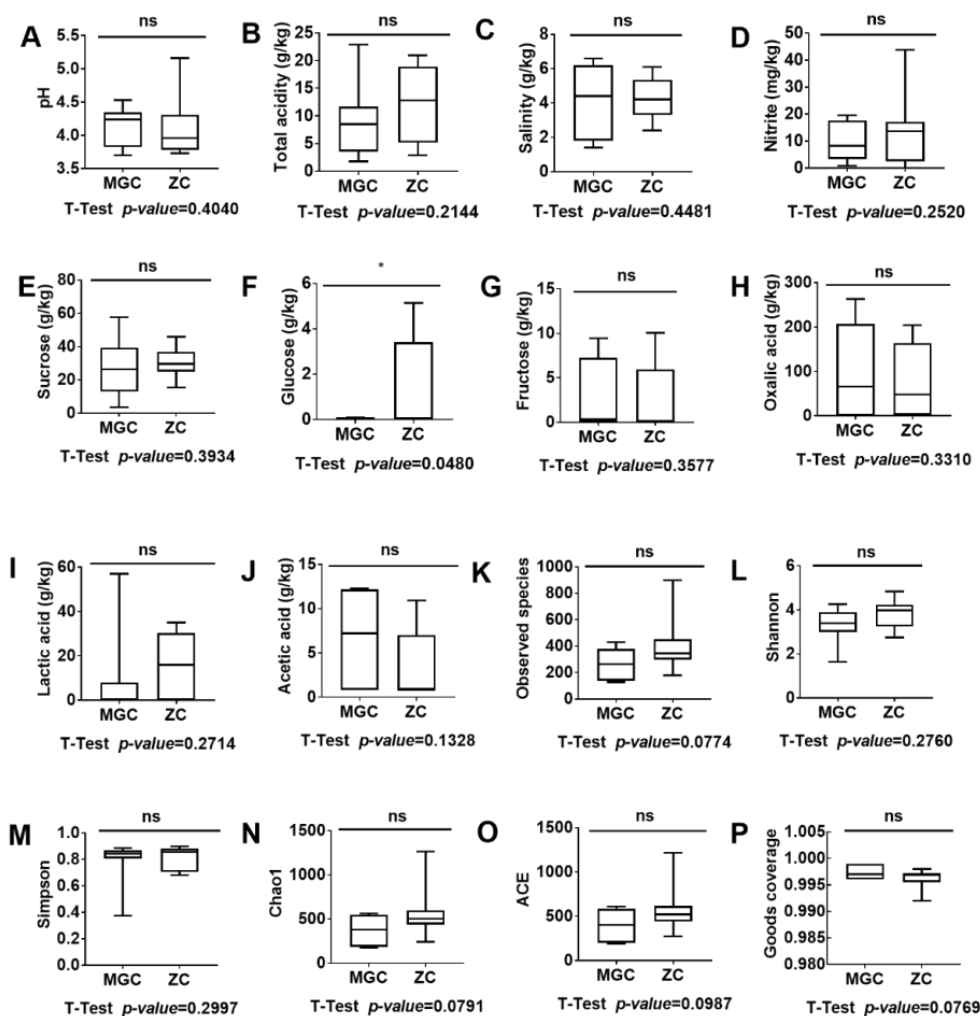 A
ns
pH
5.5
5.0
4.5
4.0
3.5
MGC ZC
T-Test p-value=0.4040
B
ns
Total acidity (g/kg)
25
20
15
10
5
0
MGC ZC
T-Test p-value=0.2144
C
ns
Salinity (g/kg)
8
6
4
2
0
MGC ZC
T-Test p-value=0.4481
D
ns
Nitrite (mg/kg)
50
40
30
20
10
0
MGC ZC
T-Test p-value=0.2520
E
ns
Sucrose (g/kg)
80
60
40
20
0
MGC ZC
T-Test p-value=0.3934
F
*
Glucose (g/kg)
6
4
2
0
MGC ZC
T-Test p-value=0.0480
G
ns
Fructose (g/kg)
15
10
5
0
MGC ZC
T-Test p-value=0.3577
H
ns
Oxalic acid (g/kg)
300
200
100
0
MGC ZC
T-Test p-value=0.3310
I
ns
Lactic acid (g/kg)
60
40
20
0
MGC ZC
T-Test p-value=0.2714
J
ns
Acetic acid (g/kg)
15
10
5
0
MGC ZC
T-Test p-value=0.1328
K
ns
Observed species
1000
800
600
400
200
0
MGC ZC
T-Test p-value=0.0774
L
ns
Shannon
6
4
2
0
MGC ZC
T-Test p-value=0.2760
M
ns
Simpson
1.0
0.8
0.6
0.4
0.2
0.0
MGC ZC
T-Test p-value=0.2997
N
ns
Chao1
1500
1000
500
0
MGC ZC
T-Test p-value=0.0791
O
ns
ACE
1500
1000
500
0
MGC ZC
T-Test p-value=0.0987
P
ns
Goods coverage
1.005
1.000
0.995
0.990
0.985
0.980
MGC ZC
T-Test p-value=0.0769